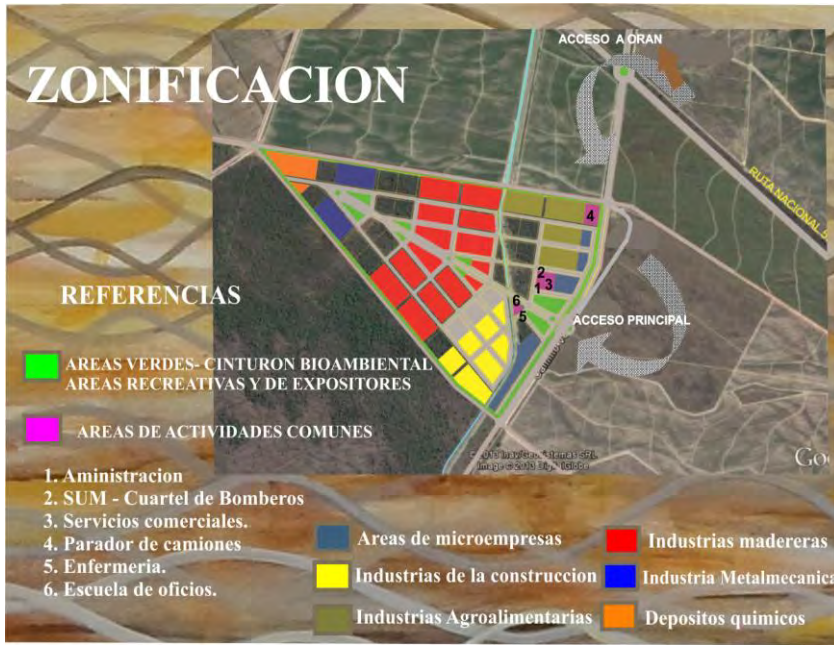 ZONIFICACION
ACCESO A ORAN
RUTA NACIONAL 5
4
2
1 3
6
5
ACCESO PRINCIPAL
REFERENCIAS
AREAS VERDES- CINTURON BIOAMBIENTAL
AREAS RECREATIVAS Y DE EXPOSITORES
AREAS DE ACTIVIDADES COMUNES
1. Aministracion
2. SUM - Cuartel de Bomberos
3. Servicios comerciales.
4. Parador de camiones
5. Enfermeria.
6. Escuela de oficios.
Areas de microempresas
Industrias de la construccion
Industrias Agroalimentarias
Industrias madereras
Industria Metalmecanica
Depositos quimicos
Goo